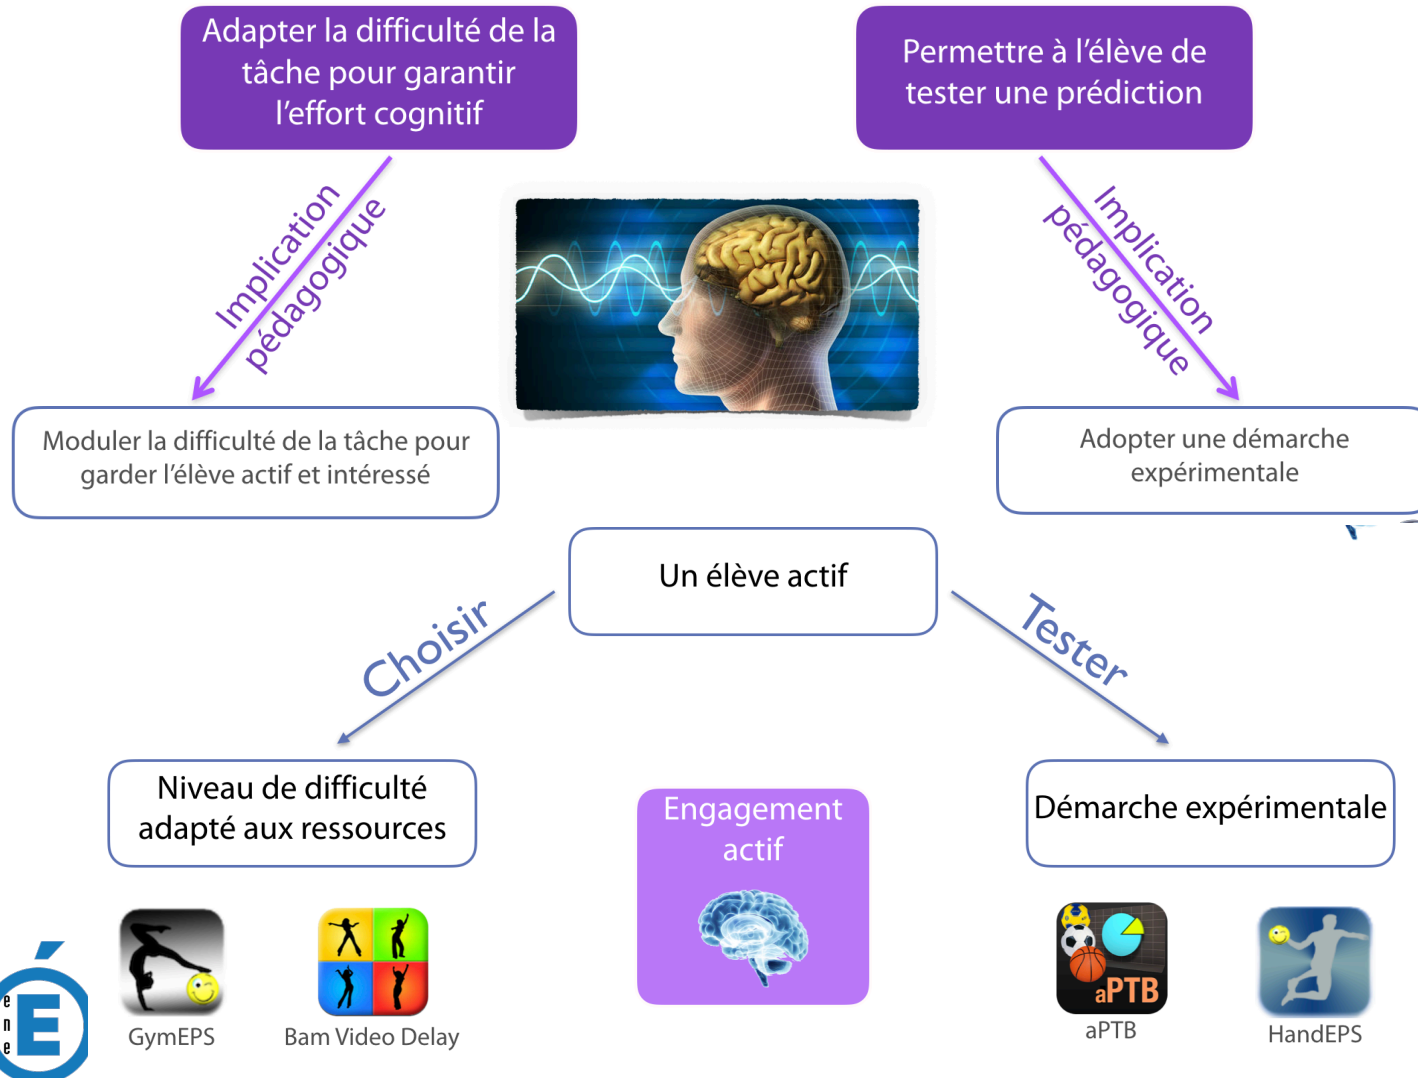 Adapter la difficulté de la
tâche pour garantir
l'effort cognitif
Permettre à l'élève de
tester une prédiction
Implication
pédagogique
Implication
pédagogique
Moduler la difficulté de la tâche pour
garder l'élève actif et intéressé
Adopter une démarche
expérimentale
Un élève actif
Choisir
Tester
Niveau de difficulté
adapté aux ressources
Engagement
actif
Démarche expérimentale
aPTB
GymEPS
Bam Video Delay
aPTB
HandEPS
e
n
e
É